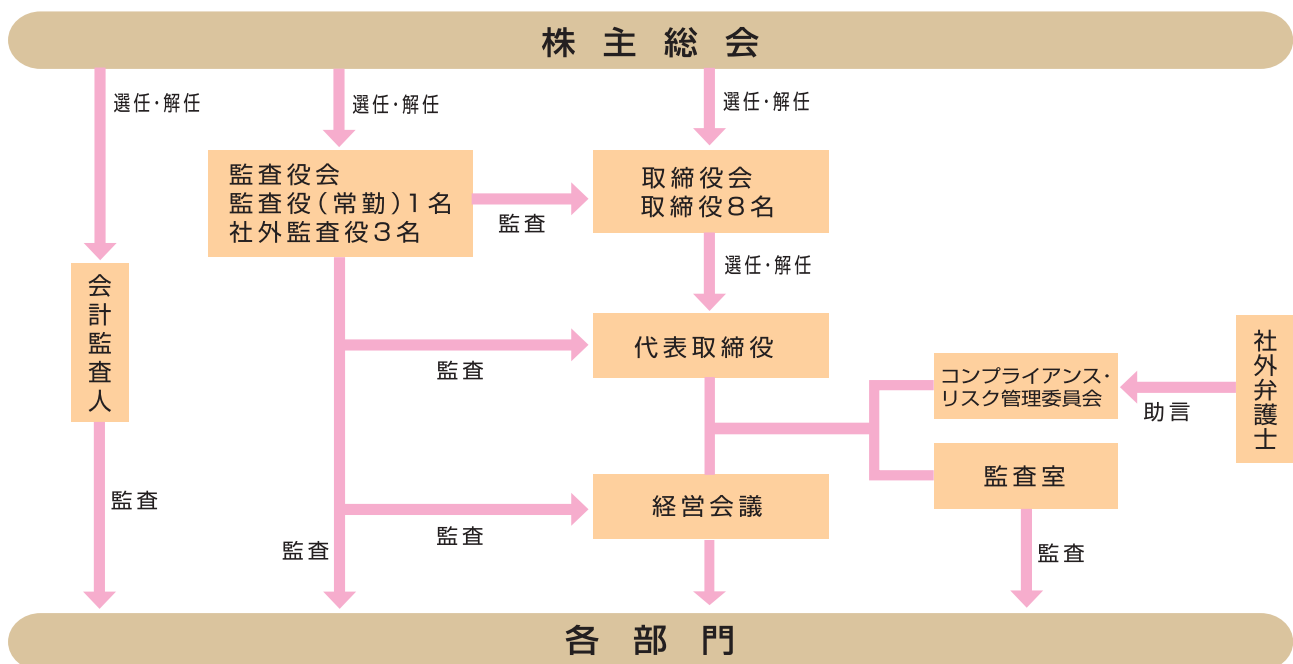 株主総会
選任・解任
選任・解任
選任・解任
監査役会
監査役(常勤)1名
社外監査役3名
監査
取締役会
取締役8名
選任・解任
会計監査人
監査
代表取締役
コンプライアンス・
リスク管理委員会
助言
社外弁護士
監査室
監査
経営会議
監査
監査
監査
各部門